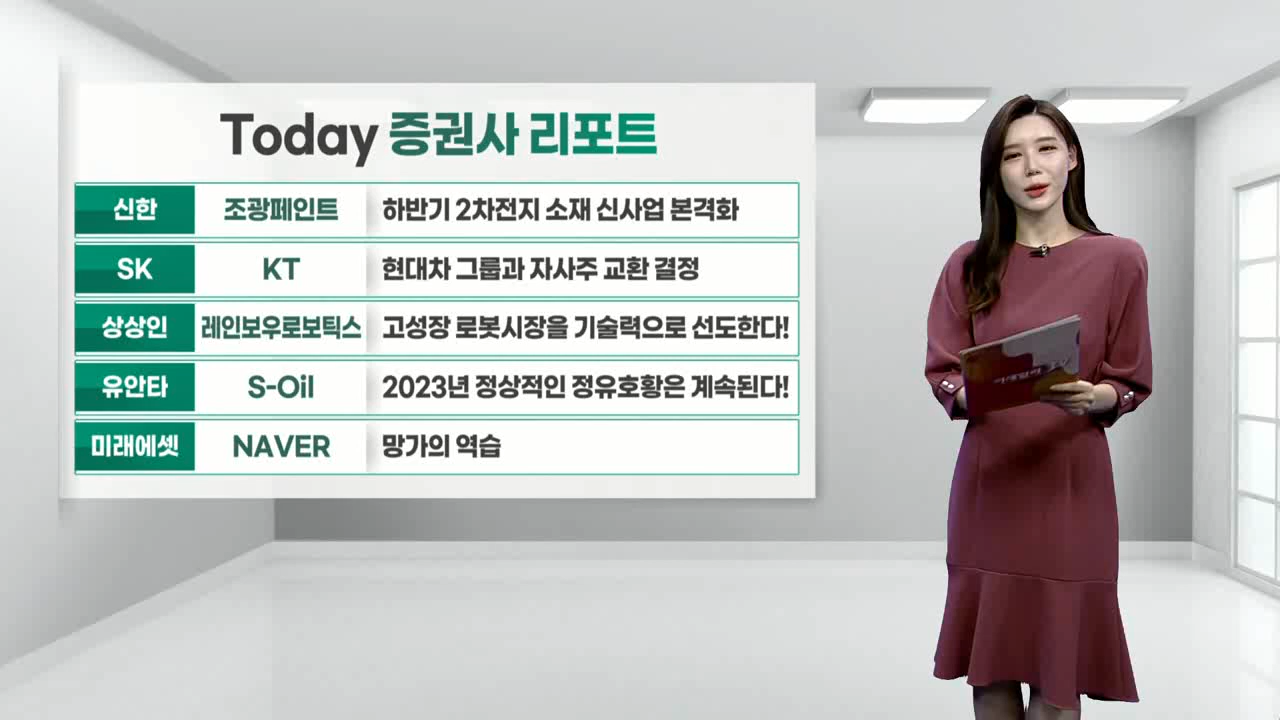 Today 증권사 리포트
신한 조광페인트 하반기 2차전지 소재 신사업 본격화
SK KT 현대차 그룹과 자사주 교환 결정
상상인 레인보우로보틱스 고성장 로봇시장을 기술력으로 선도한다!
유안타 S-Oil 2023년 정상적인 정유호황은 계속된다!
미래에셋 NAVER 망가의 역습